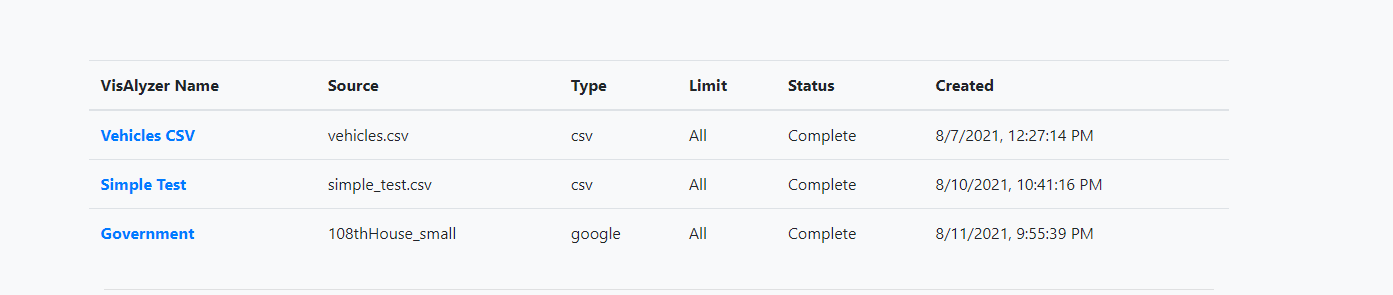 VisAlyzer Name Source Type Limit Status Created
Vehicles CSV vehicles.csv csv All Complete 8/7/2021, 12:27:14 PM
Simple Test simple_test.csv csv All Complete 8/10/2021, 10:41:16 PM
Government 108thHouse_small google All Complete 8/11/2021, 9:55:39 PM